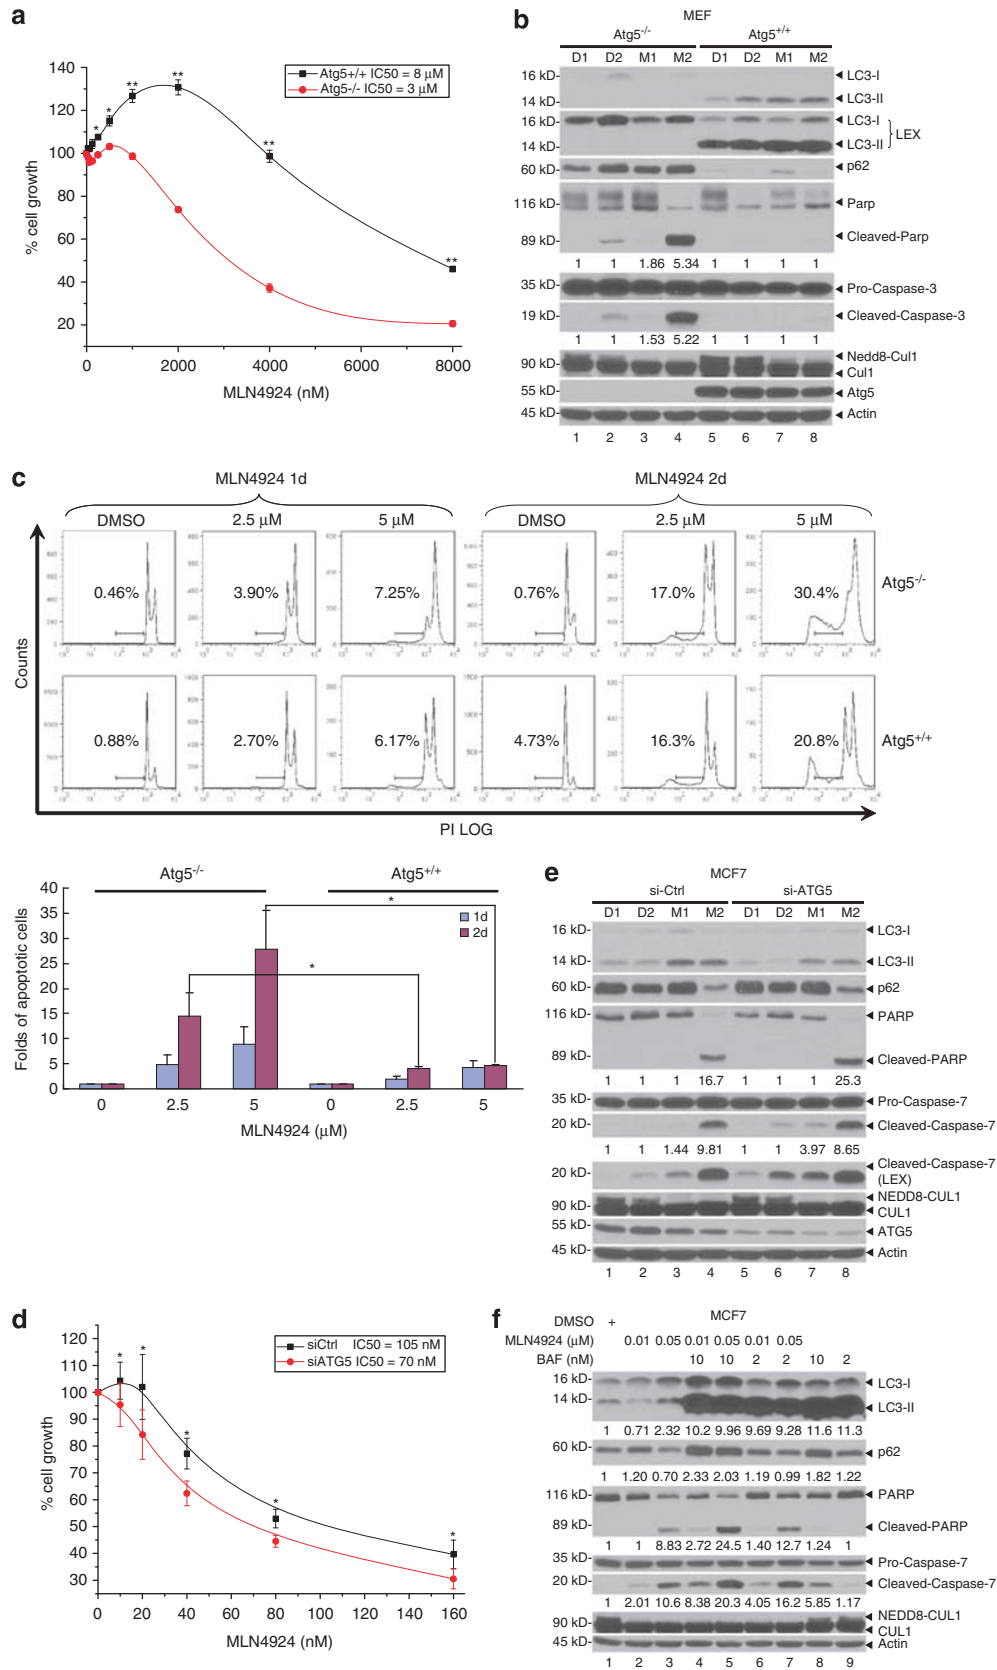 a
140
120
100
80
60
40
20
0
2000
4000
6000
8000
% cell growth
MLN4924 (nM)
Atg5+/+ IC50 = 8 µM
Atg5-/- IC50 = 3 µM
*
*
**
**
**
**
b
MEF
Atg5-/-
Atg5+/+
D1 D2 M1 M2 D1 D2 M1 M2
16 kD- LC3-I
14 kD- LC3-II
16 kD- LC3-I
LEX
14 kD- LC3-II
60 kD- p62
116 kD- Parp
89 kD- Cleaved-Parp
1 1 1.86 5.34 1 1 1 1
35 kD- Pro-Caspase-3
19 kD- Cleaved-Caspase-3
1 1 1.53 5.22 1 1 1 1
Nedd8-Cul1
90 kD- Cul1
55 kD- Atg5
45 kD- Actin
1 2 3 4 5 6 7 8
c
MLN4924 1d
MLN4924 2d
DMSO 2.5 µM 5 µM DMSO 2.5 µM 5 µM
0.46% 3.90% 7.25% 0.76% 17.0% 30.4%
Atg5-/-
0.88% 2.70% 6.17% 4.73% 16.3% 20.8%
Atg5+/+
Counts
PI LOG
Atg5-/-
Atg5+/+
40
35
30
25
20
15
10
5
0
Folds of apoptotic cells
1d
2d
*
*
0 2.5 5 0 2.5 5
MLN4924 (µM)
e
MCF7
si-Ctrl
si-ATG5
D1 D2 M1 M2 D1 D2 M1 M2
16 kD- LC3-I
14 kD- LC3-II
60 kD- p62
116 kD- PARP
89 kD- Cleaved-PARP
1 1 1 16.7 1 1 1 25.3
35 kD- Pro-Caspase-7
20 kD- Cleaved-Caspase-7
1 1 1.44 9.81 1 1 3.97 8.65
20 kD- Cleaved-Caspase-7
(LEX)
NEDD8-CUL1
90 kD- CUL1
55 kD- ATG5
45 kD- Actin
1 2 3 4 5 6 7 8
d
120
110
100
90
80
70
60
50
40
30
0 20 40 60 80 100 120 140 160
% cell growth
MLN4924 (nM)
siCtrl IC50 = 105 nM
siATG5 IC50 = 70 nM
*
*
*
*
*
f
MCF7
DMSO +
MLN4924 (µM) 0.01 0.05 0.01 0.05 0.01 0.05
BAF (nM) 10 10 2 2 10 2
16 kD- LC3-I
14 kD- LC3-II
1 0.71 2.32 10.2 9.96 9.69 9.28 11.6 11.3
60 kD- p62
1 1.20 0.70 2.33 2.03 1.19 0.99 1.82 1.22
116 kD- PARP
89 kD- Cleaved-PARP
1 1 8.83 2.72 24.5 1.40 12.7 1.24 1
35 kD- Pro-Caspase-7
20 kD- Cleaved-Caspase-7
1 2.01 10.6 8.38 20.3 4.05 16.2 5.85 1.17
NEDD8-CUL1
90 kD- CUL1
45 kD- Actin
1 2 3 4 5 6 7 8 9